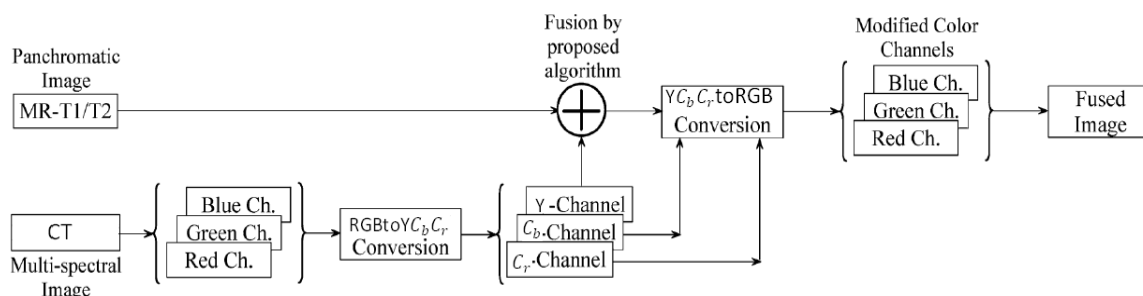 Panchromatic
Image
MR-T1/T2
Fusion by
proposed
algorithm
YC_bC_rtoRGB
Conversion
Modified Color
Channels
Blue Ch.
Green Ch.
Red Ch.
Fused
Image
CT
Multi-spectral
Image
Blue Ch.
Green Ch.
Red Ch.
RGBtoYC_bC_r
Conversion
Y-Channel
C_b-Channel
C_r-Channel